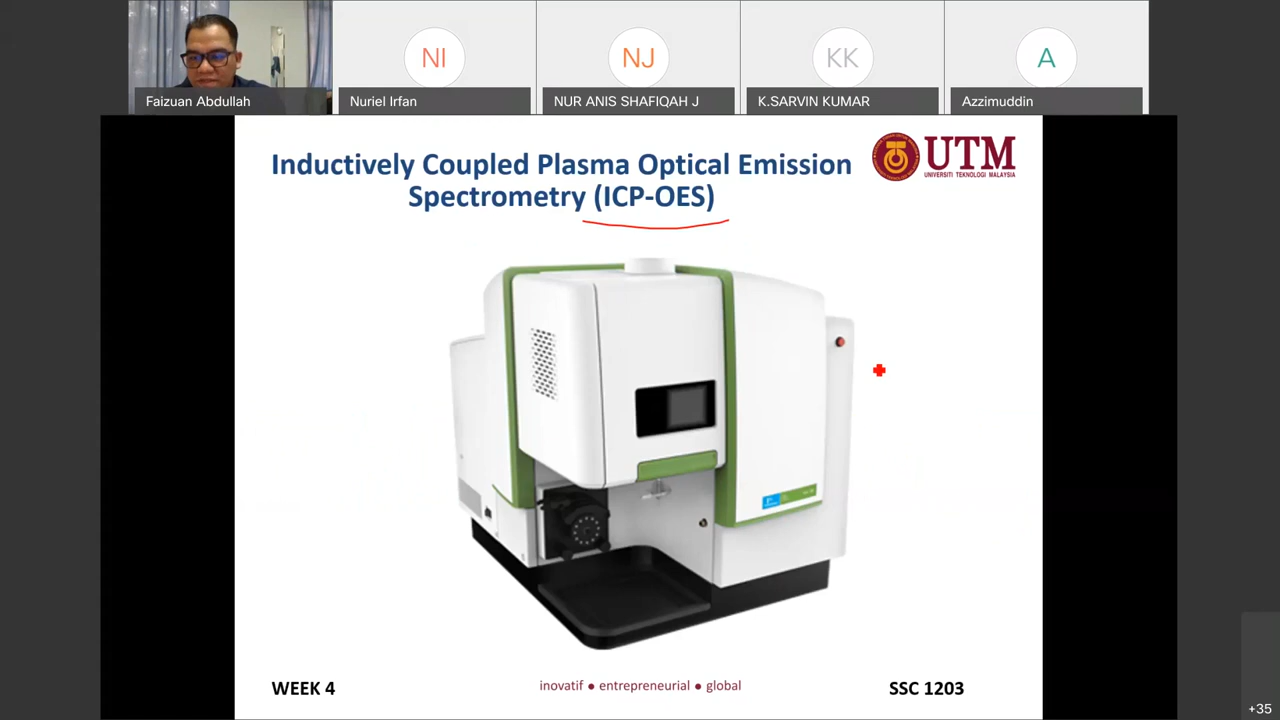 NI
NJ
KK
A
Faizuan Abdullah
Nuriel Irfan
NUR ANIS SHAFIQAH J
K.SARVIN KUMAR
Azzimuddin
Inductively Coupled Plasma Optical Emission
Spectrometry (ICP-OES)
UTM
UNIVERSITI TEKNOLOGI MALAYSIA
WEEK 4
inovatif ● entrepreneurial ● global
SSC 1203
+35